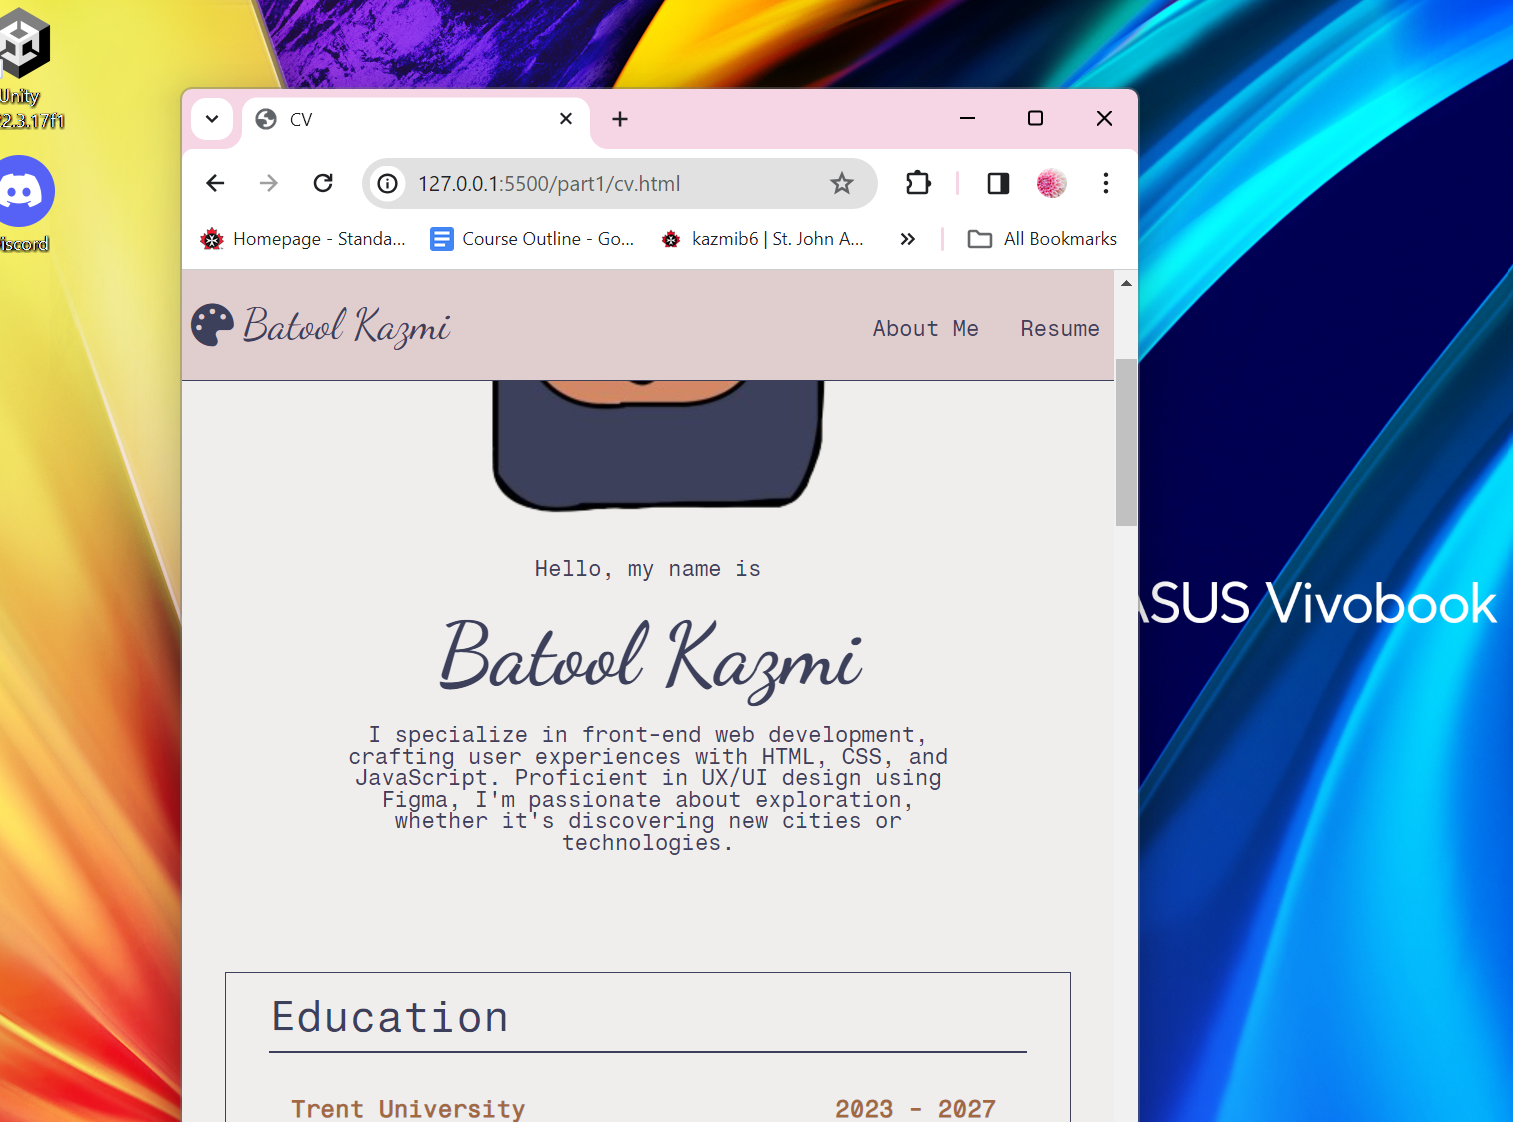 Unity
2.3.17f1
iscord
CV
127.0.0.1:5500/part1/cv.html
Homepage - Standa...
Course Outline - Go...
kazmib6 | St. John A...
All Bookmarks
Batool Kazmi
About Me
Resume
Hello, my name is
Batool Kazmi
I specialize in front-end web development,
crafting user experiences with HTML, CSS, and
JavaScript. Proficient in UX/UI design using
Figma, I'm passionate about exploration,
whether it's discovering new cities or
technologies.
Education
Trent University
2023 - 2027
ASUS Vivobook